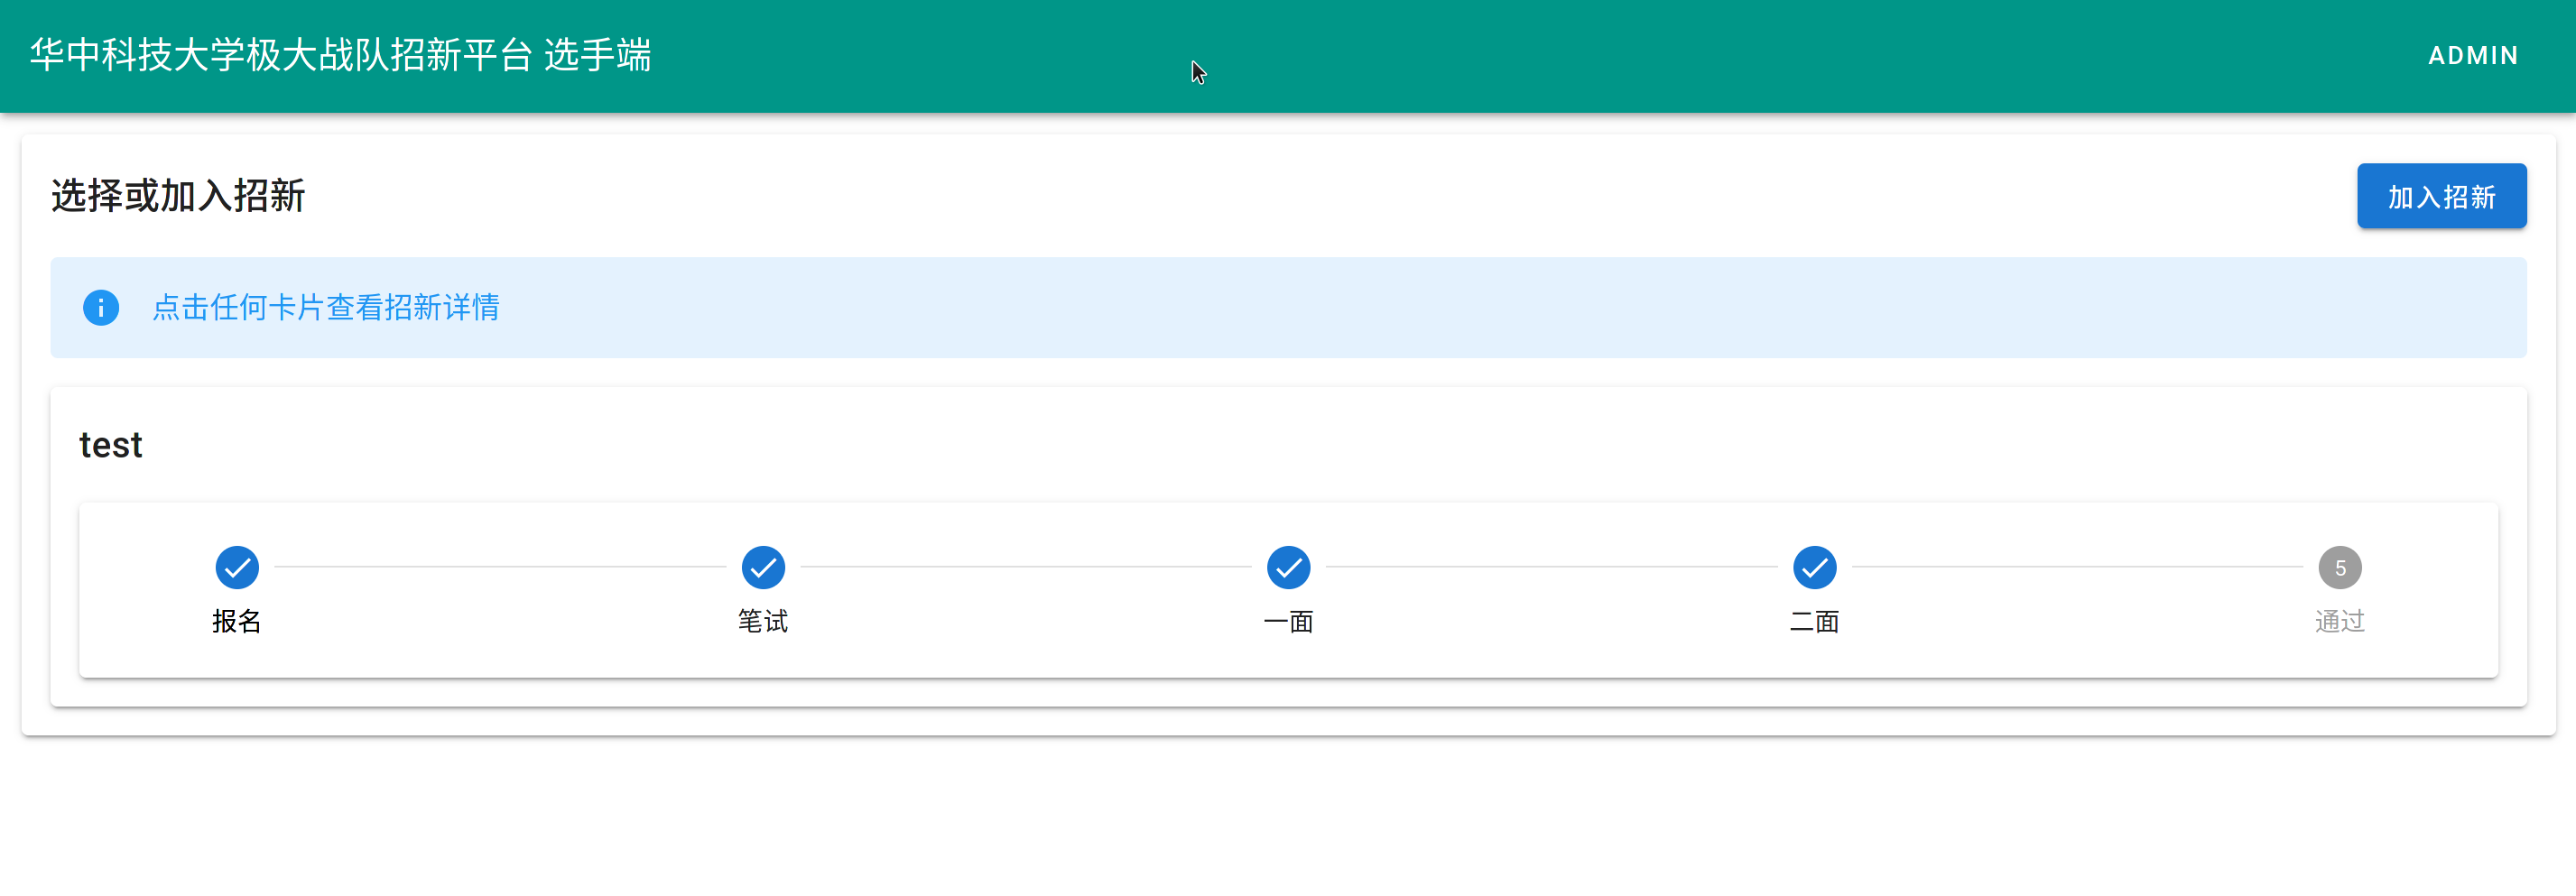 华中科技大学极大战队招新平台 选手端
ADMIN
选择或加入招新
加入招新
点击任何卡片查看招新详情
test
报名
笔试
一面
二面
5
通过